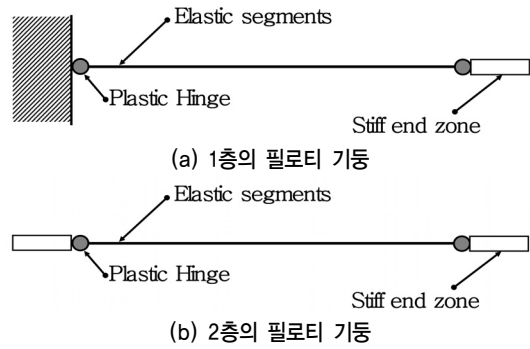 Elastic segments
Plastic Hinge
Stiff end zone
(a) 1층의 필로티 기둥
Elastic segments
Plastic Hinge
Stiff end zone
(b) 2층의 필로티 기둥